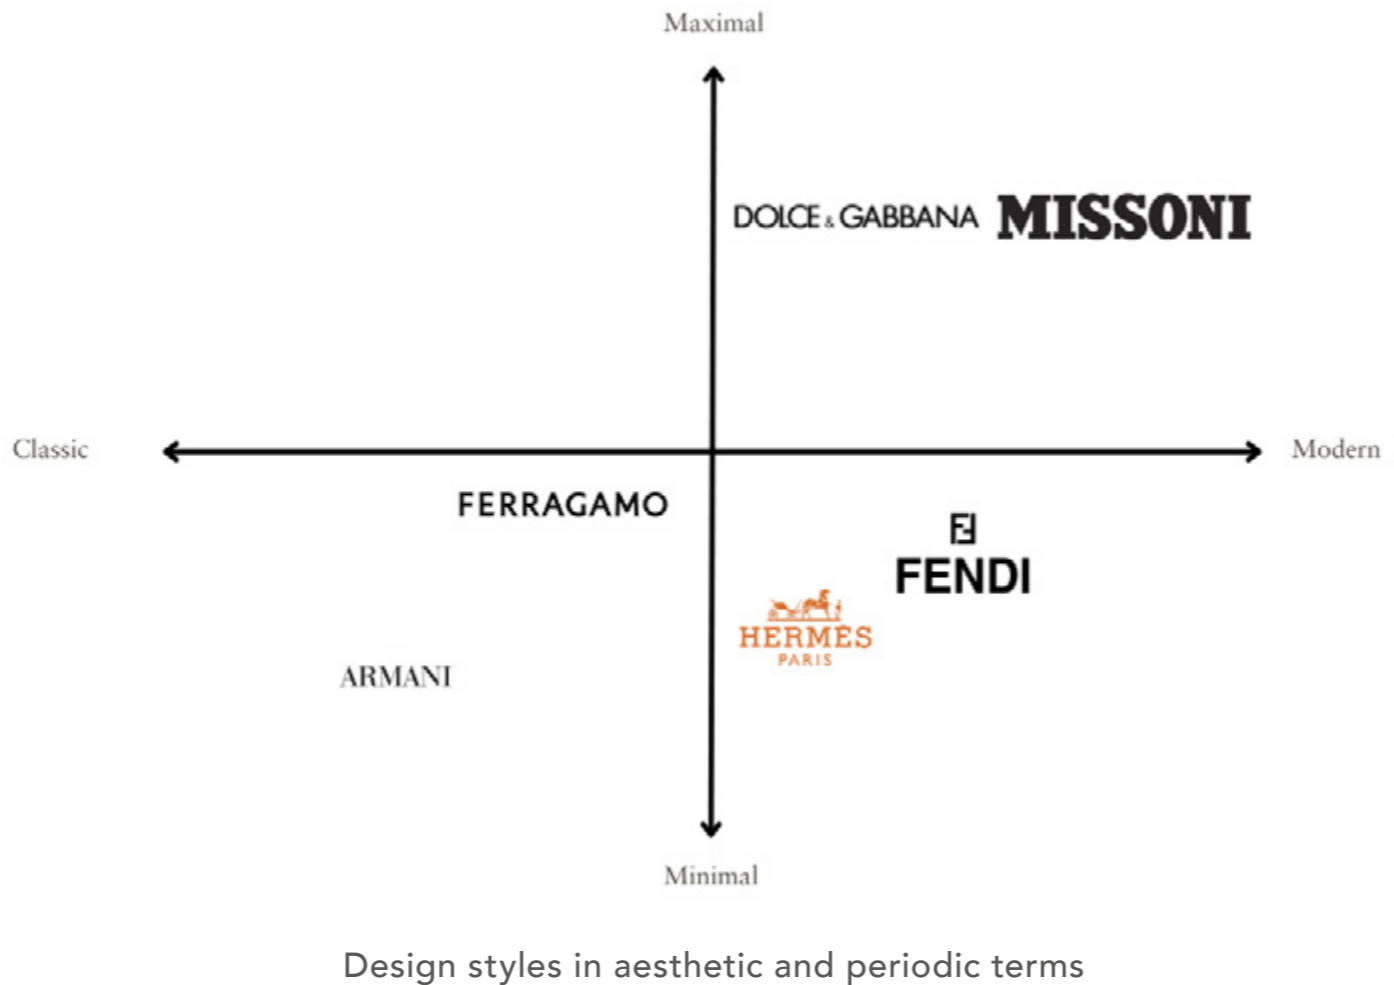 Maximal
DOLCE & GABBANA MISSONI
Classic
Modern
FERRAGAMO
FENDI
HERMÈS
PARIS
ARMANI
Minimal
Design styles in aesthetic and periodic terms